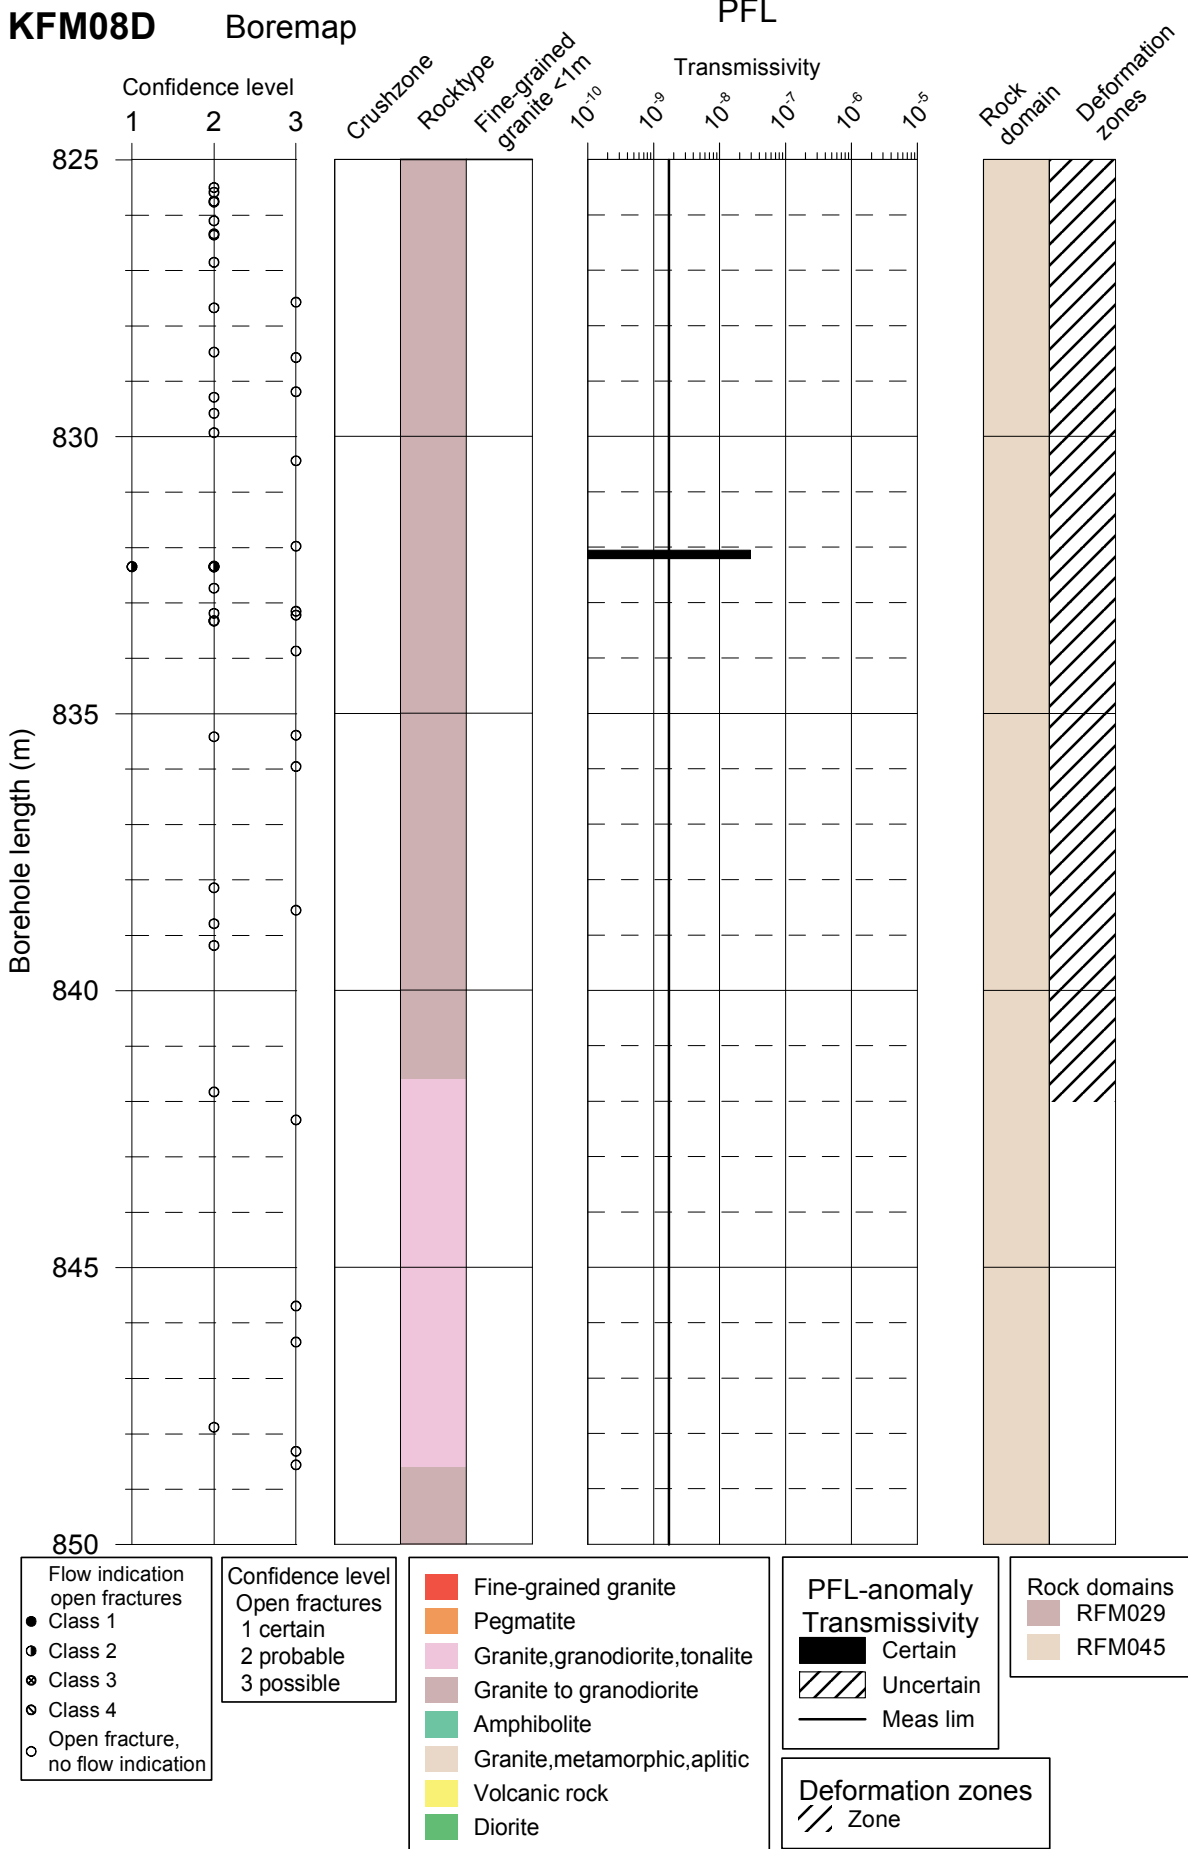 KFM08D Boremap PFL
Confidence level
1 2 3
Crushzone
Rocktype
Fine-grained
granite <1m
Transmissivity
10⁻¹⁰ 10⁻⁹ 10⁻⁸ 10⁻⁷ 10⁻⁶ 10⁻⁵
Rock
domain
Deformation
zones
Borehole length (m)
825
830
835
840
845
850
Flow indication
open fractures
Class 1
Class 2
Class 3
Class 4
Open fracture,
no flow indication
Confidence level
Open fractures
1 certain
2 probable
3 possible
Fine-grained granite
Pegmatite
Granite,granodiorite,tonalite
Granite to granodiorite
Amphibolite
Granite,metamorphic,aplitic
Volcanic rock
Diorite
PFL-anomaly
Transmissivity
Certain
Uncertain
Meas lim
Deformation zones
Zone
Rock domains
RFM029
RFM045